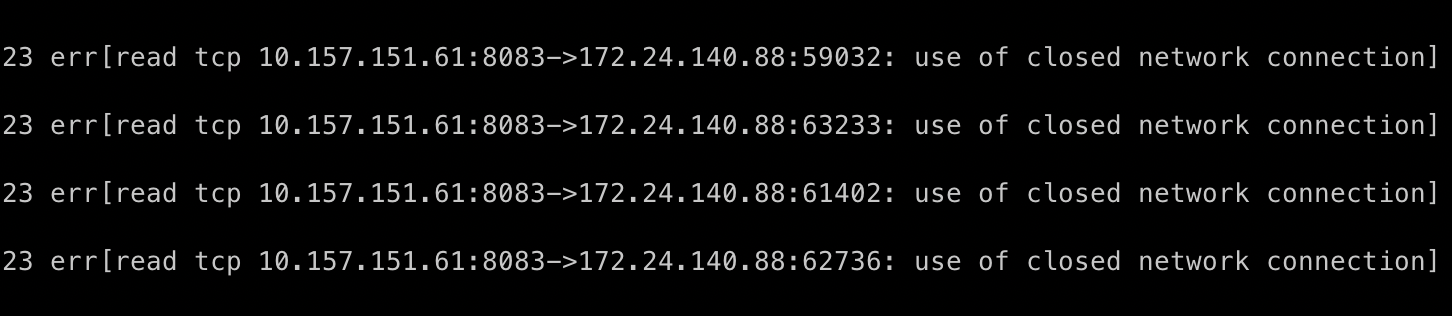 23 err[read tcp 10.157.151.61:8083->172.24.140.88:59032: use of closed network connection]
23 err[read tcp 10.157.151.61:8083->172.24.140.88:63233: use of closed network connection]
23 err[read tcp 10.157.151.61:8083->172.24.140.88:61402: use of closed network connection]
23 err[read tcp 10.157.151.61:8083->172.24.140.88:62736: use of closed network connection]